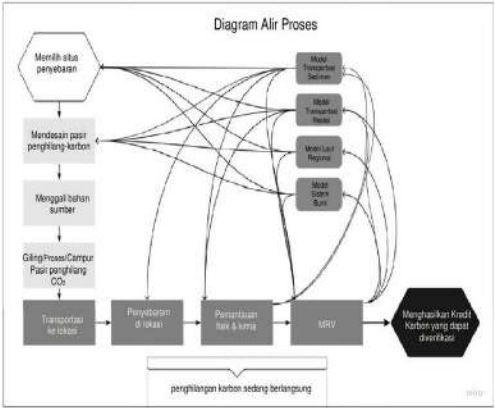 Diagram Alir Proses
Memilih situs
penyebaran
Mendesain pasir
penghilang-karbon
Menggali bahan
sumber
Giling/Proses/Campur
Pasir penghilang
CO₂
Transportasi
ke lokasi
Penyebaran
di lokasi
Pemantauan
fisik & kimia
MRV
Menghasilkan Kredit
Karbon yang dapat
diverifikasi
Model
Transportasi
Sedimen
Model
Transportasi
Reaksi
Model Laut
Regional
Model
Sistem
Bumi
penghilangan karbon sedang berlangsung